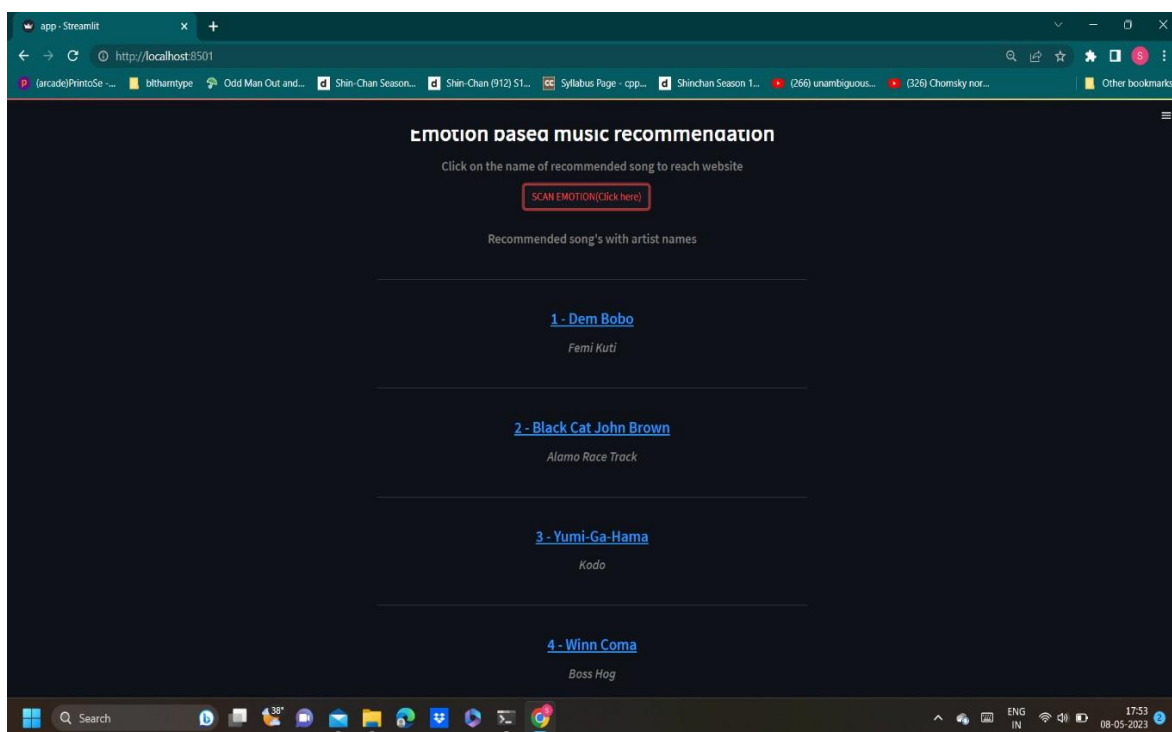 app · Streamlit
http://localhost:8501
(arcade)PrintoSe -...
bltharntype
Odd Man Out and...
Shin-Chan Season...
Shin-Chan (912) S1...
Syllabus Page - cpp...
Shinchan Season 1...
(266) unambiguous...
(326) Chomsky nor...
Other bookmarks
Emotion based music recommendation
Click on the name of recommended song to reach website
SCAN EMOTION(Click here)
Recommended song's with artist names
1 - Dem Bobo
Femi Kuti
2 - Black Cat John Brown
Alamo Race Track
3 - Yumi-Ga-Hama
Kodo
4 - Winn Coma
Boss Hog
Search
38°
ENG
IN
17:53
08-05-2023
2